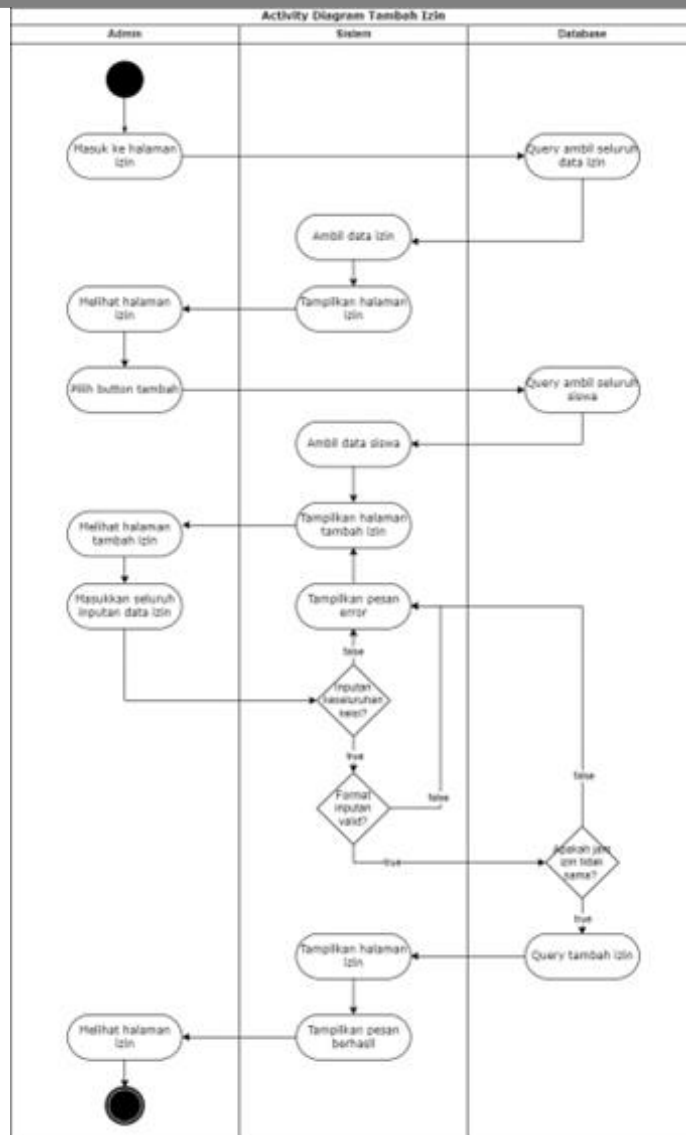 Activity Diagram Tambah Izin
Admin
Sistem
Database
Masuk ke halaman
izin
Query ambil seluruh
data izin
Ambil data izin
Melihat halaman
izin
Tampilkan halaman
izin
Pilih button tambah
Query ambil seluruh
siswa
Ambil data siswa
Melihat halaman
tambah izin
Tampilkan halaman
tambah izin
Masukkan seluruh
inputan data izin
Tampilkan pesan
error
false
Inputan
keseluruhan
true
false
Format
inputan
valid?
false
true
Apakah jam
izin tidak
sama?
true
Tampilkan halaman
izin
Query tambah izin
Melihat halaman
izin
Tampilkan pesan
berhasil